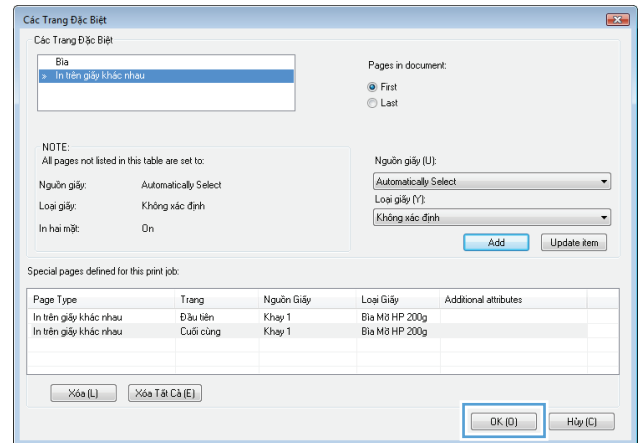 Các Trang Đặc Biệt
Các Trang Đặc Biệt
Bìa
» In trên giấy khác nhau
Pages in document:
First
Last
NOTE:
All pages not listed in this table are set to:
Nguồn giấy: Automatically Select
Loại giấy: Không xác định
In hai mặt: On
Nguồn giấy (U):
Automatically Select
Loại giấy (Y):
Không xác định
Add Update item
Special pages defined for this print job:
Page Type Trang Nguồn Giấy Loại Giấy Additional attributes
In trên giấy khác nhau Đầu tiên Khay 1 Bìa Mờ HP 200g
In trên giấy khác nhau Cuối cùng Khay 1 Bìa Mờ HP 200g
Xóa (L) Xóa Tất Cả (E)
OK (O) Hủy (C)